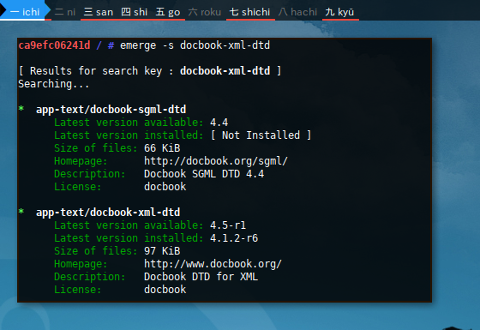 一 ichi 二 ni 三 san 四 shi 五 go 六 roku 七 shichi 八 hachi 九 kyū
ca9efc06241d / # emerge -s docbook-xml-dtd
[ Results for search key : docbook-xml-dtd ]
Searching...
* app-text/docbook-sgml-dtd
Latest version available: 4.4
Latest version installed: [ Not Installed ]
Size of files: 66 KiB
Homepage: http://docbook.org/sgml/
Description: Docbook SGML DTD 4.4
License: docbook
* app-text/docbook-xml-dtd
Latest version available: 4.5-r1
Latest version installed: 4.1.2-r6
Size of files: 97 KiB
Homepage: http://www.docbook.org/
Description: Docbook DTD for XML
License: docbook